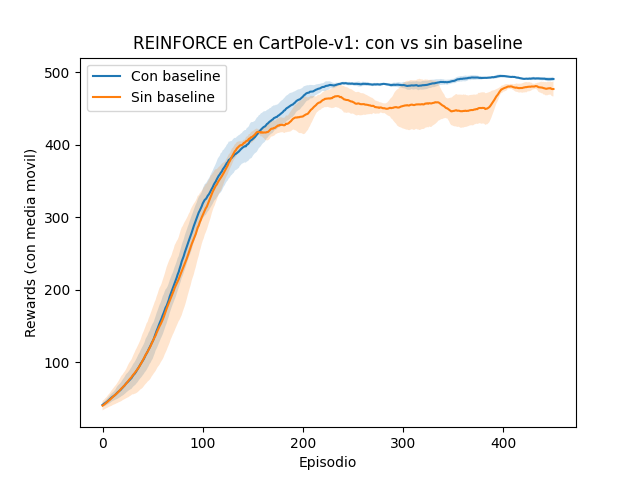 REINFORCE en CartPole-v1: con vs sin baseline
Con baseline
Sin baseline
Rewards (con media movil)
500
400
300
200
100
0
100
200
300
400
Episodio